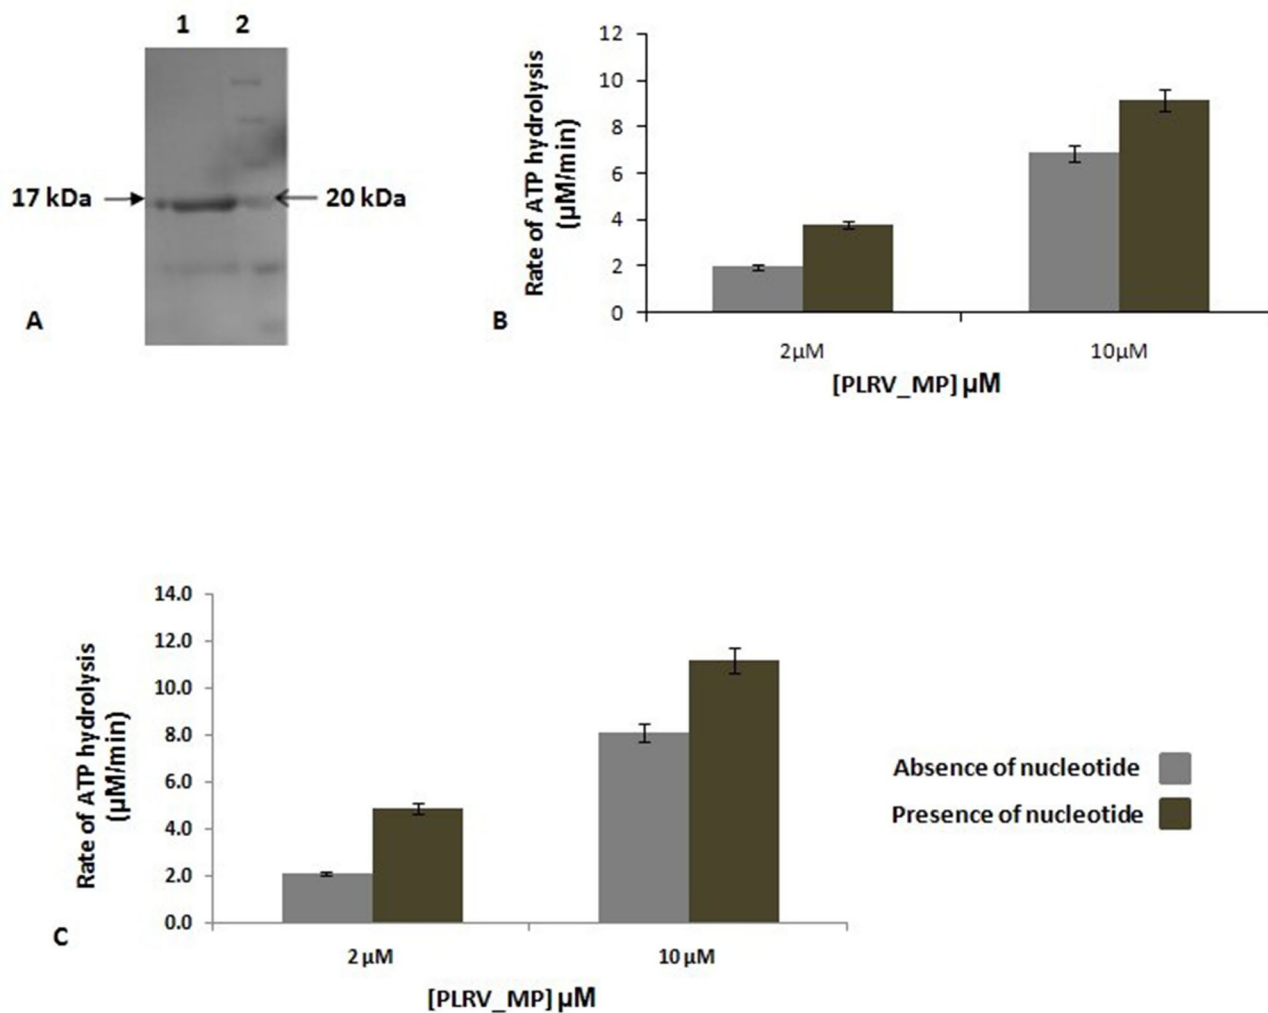 1 2
17 kDa
20 kDa
A
Rate of ATP hydrolysis
(µM/min)
12
10
8
6
4
2
0
2µM 10µM
[PLRV_MP] µM
B
Rate of ATP hydrolysis
(µM/min)
14.0
12.0
10.0
8.0
6.0
4.0
2.0
0.0
2 µM 10 µM
[PLRV_MP] µM
C
Absence of nucleotide
Presence of nucleotide